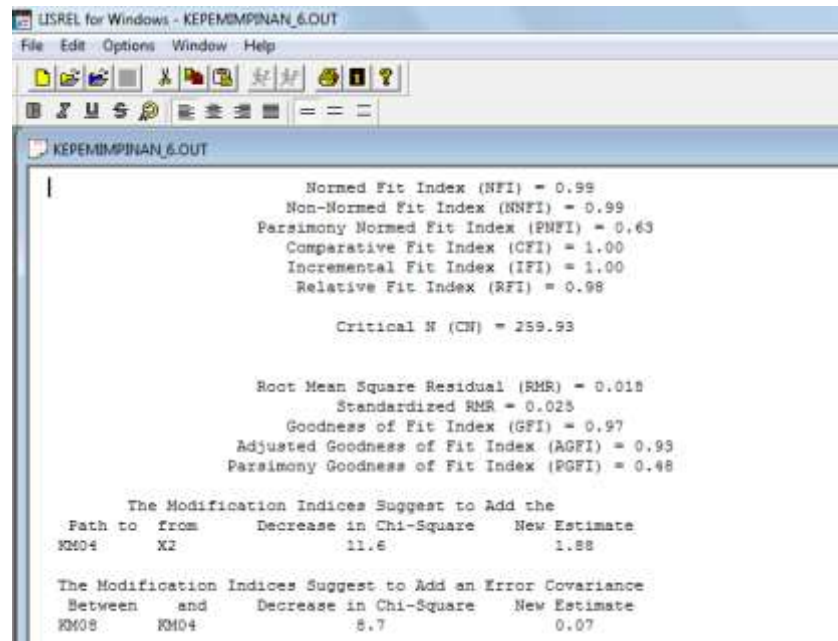 LISREL for Windows - KEPEMIMPINAN_6.OUT
File Edit Options Window Help
KEPEMIMPINAN_6.OUT
Normed Fit Index (NFI) = 0.99
Non-Normed Fit Index (NNFI) = 0.99
Parsimony Normed Fit Index (PNFI) = 0.63
Comparative Fit Index (CFI) = 1.00
Incremental Fit Index (IFI) = 1.00
Relative Fit Index (RFI) = 0.98
Critical N (CN) = 259.93
Root Mean Square Residual (RMR) = 0.018
Standardized RMR = 0.025
Goodness of Fit Index (GFI) = 0.97
Adjusted Goodness of Fit Index (AGFI) = 0.93
Parsimony Goodness of Fit Index (PGFI) = 0.48
The Modification Indices Suggest to Add the
Path to from Decrease in Chi-Square New Estimate
KM04 X2 11.6 1.88
The Modification Indices Suggest to Add an Error Covariance
Between and Decrease in Chi-Square New Estimate
KM08 KM04 8.7 0.07